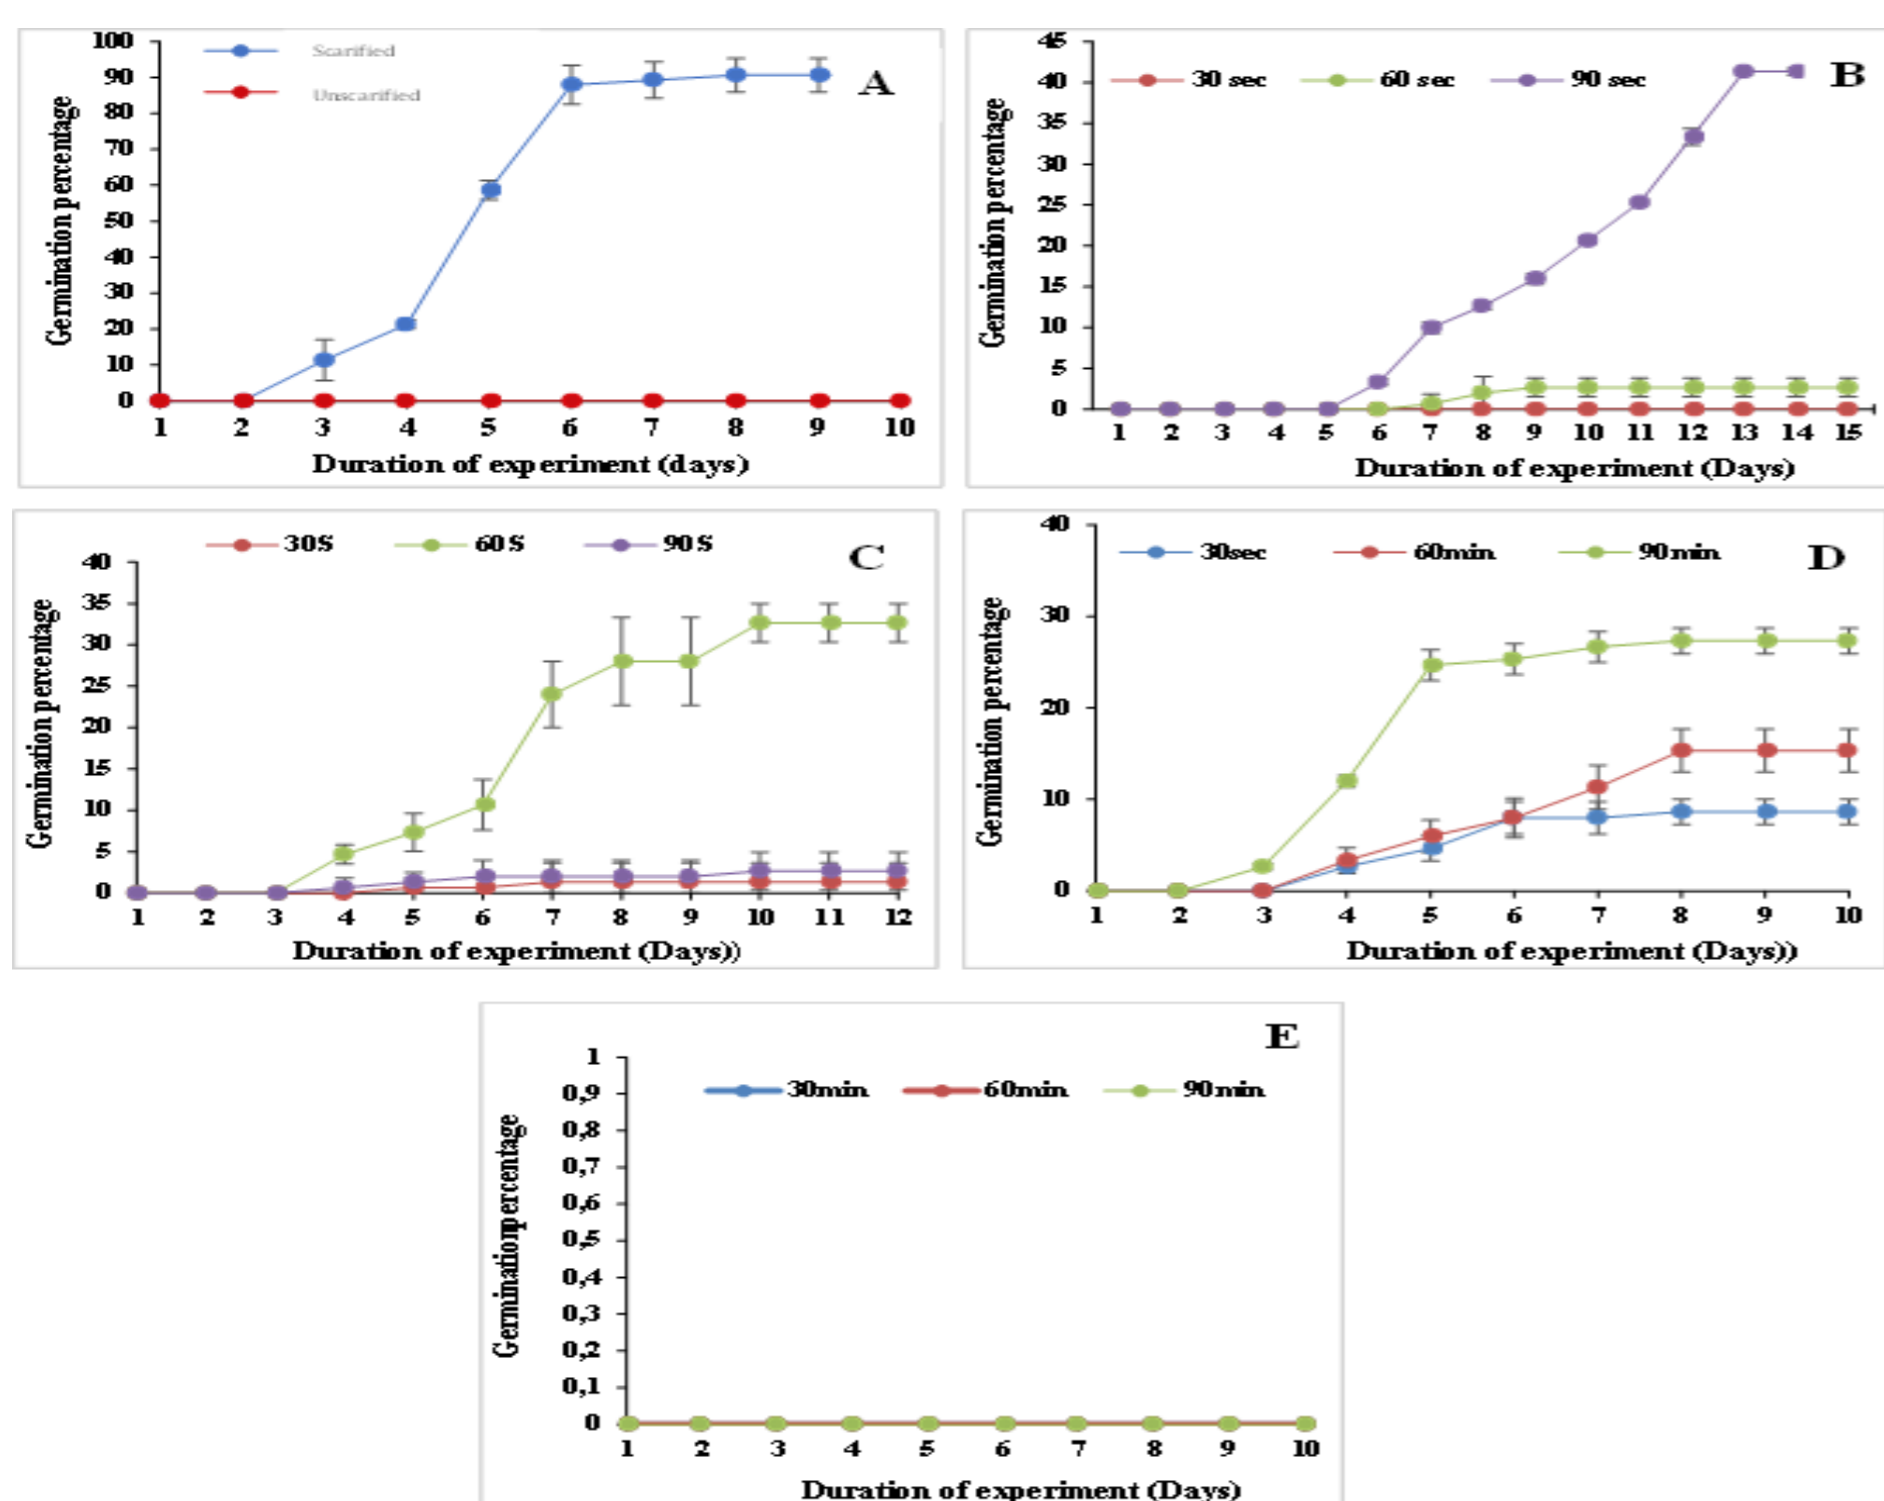 100
90
80
70
60
50
40
30
20
10
0
Scarified
Unscarified
A
Germination percentage
1 2 3 4 5 6 7 8 9 10
Duration of experiment (days)
45
40
35
30
25
20
15
10
5
0
30 sec 60 sec 90 sec
B
Germination percentage
1 2 3 4 5 6 7 8 9 10 11 12 13 14 15
Duration of experiment (Days)
30S 60S 90S
C
40
35
30
25
20
15
10
5
0
Germination percentage
1 2 3 4 5 6 7 8 9 10 11 12
Duration of experiment (Days))
40
30
20
10
0
30sec 60min 90min
D
Germination percentage
1 2 3 4 5 6 7 8 9 10
Duration of experiment (Days))
E
1
0,9
0,8
0,7
0,6
0,5
0,4
0,3
0,2
0,1
0
30min 60min 90min
Germination percentage
1 2 3 4 5 6 7 8 9 10
Duration of experiment (Days)